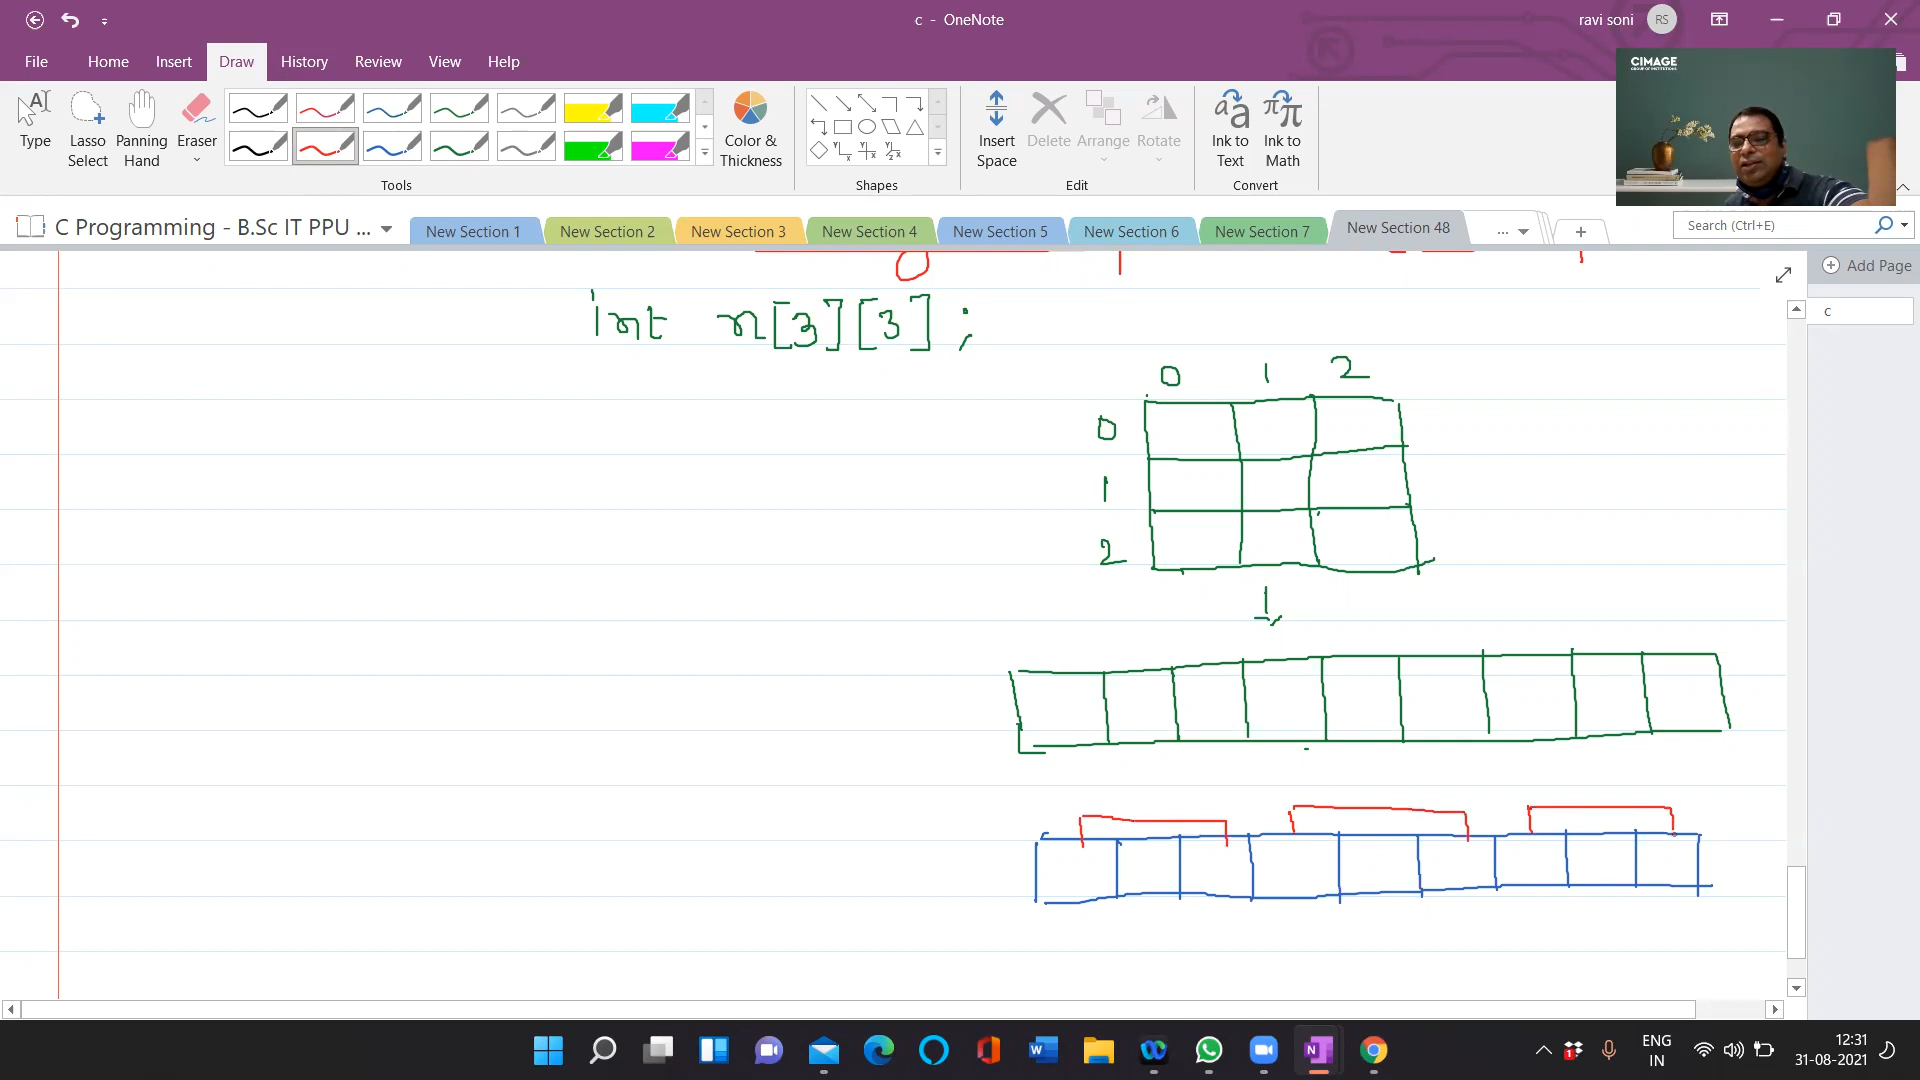 c - OneNote
ravi soni RS
File Home Insert Draw History Review View Help
CIMAGE
GROUP OF INSTITUTIONS
Type Lasso Select Panning Hand Eraser Color & Thickness Insert Space Delete Arrange Rotate Ink to Text Ink to Math
Tools Shapes Edit Convert
C Programming - B.Sc IT PPU ... New Section 1 New Section 2 New Section 3 New Section 4 New Section 5 New Section 6 New Section 7 New Section 48 ... Search (Ctrl+E)
Add Page
c
int n[3][3];
0 1 2
0
1
2
ENG IN
12:31
31-08-2021